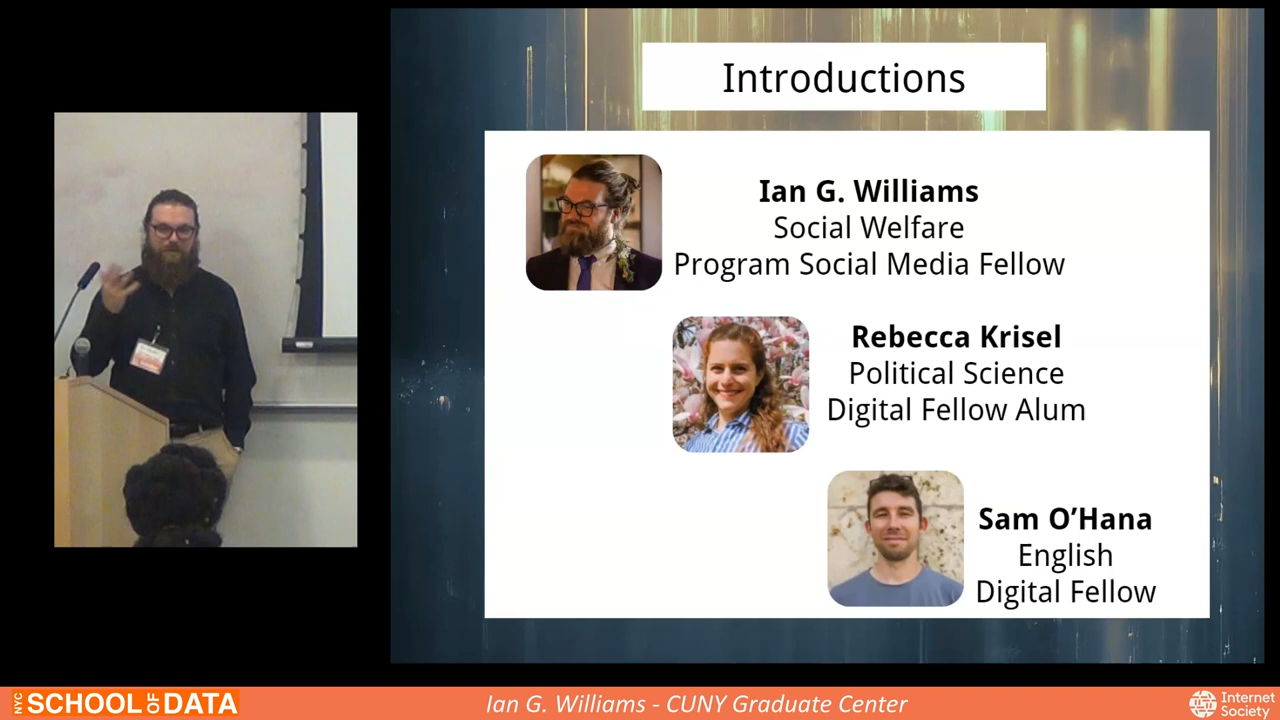 Introductions
Ian G. Williams
Social Welfare
Program Social Media Fellow
Rebecca Krisel
Political Science
Digital Fellow Alum
Sam O’Hana
English
Digital Fellow
NYC SCHOOL OF DATA
Ian G. Williams - CUNY Graduate Center
Internet
Society